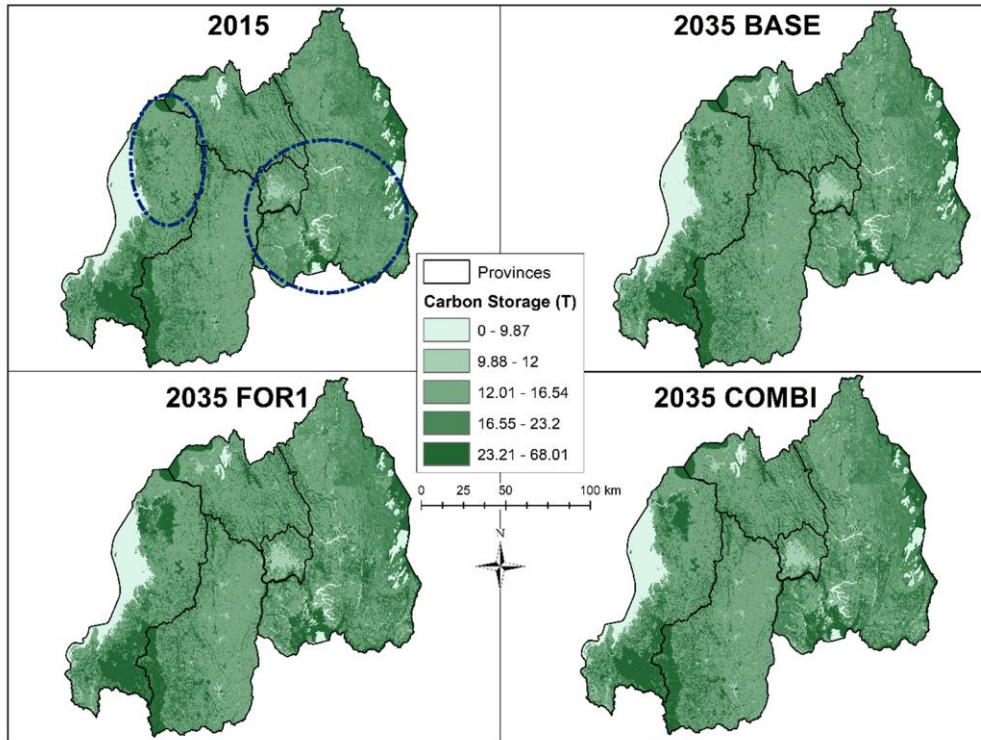 2015
2035 BASE
Provinces
Carbon Storage (T)
0 - 9.87
9.88 - 12
12.01 - 16.54
16.55 - 23.2
23.21 - 68.01
2035 FOR1
2035 COMBI
0 25 50 100 km
N